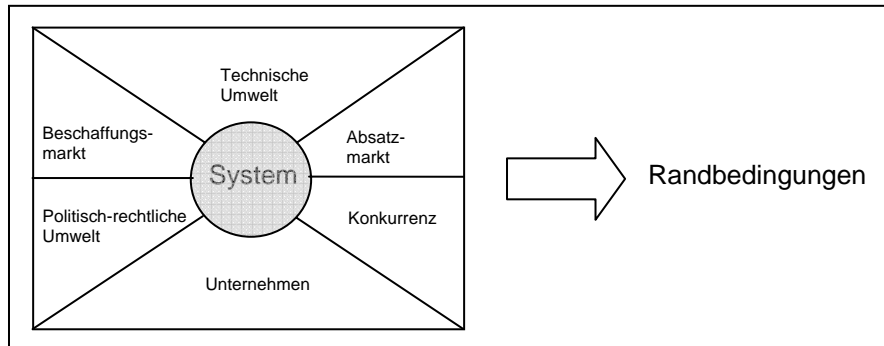 Technische
Umwelt
Beschaffungs-
markt
Absatz-
markt
System
Randbedingungen
Politisch-rechtliche
Umwelt
Konkurrenz
Unternehmen